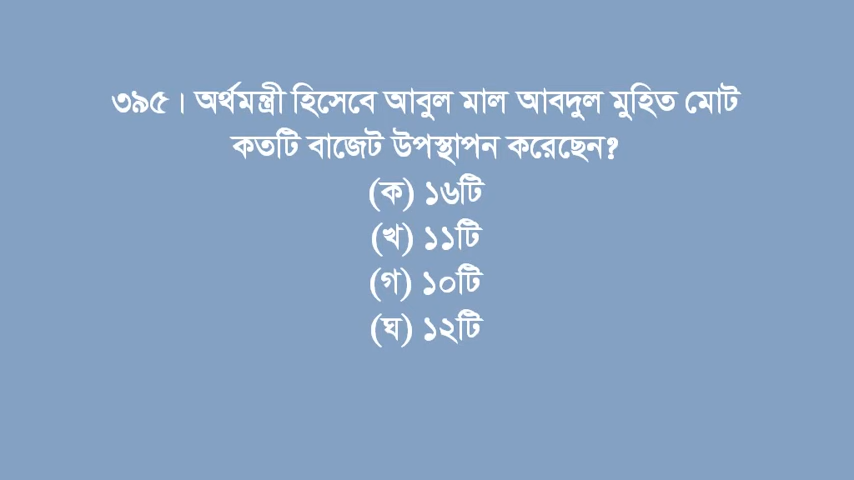 ৩৯৫। অর্থমন্ত্রী হিসেবে আবুল মাল আবদুল মুহিত মোট
কতটি বাজেট উপস্থাপন করেছেন?
(ক) ১৬টি
(খ) ১১টি
(গ) ১০টি
(ঘ) ১২টি